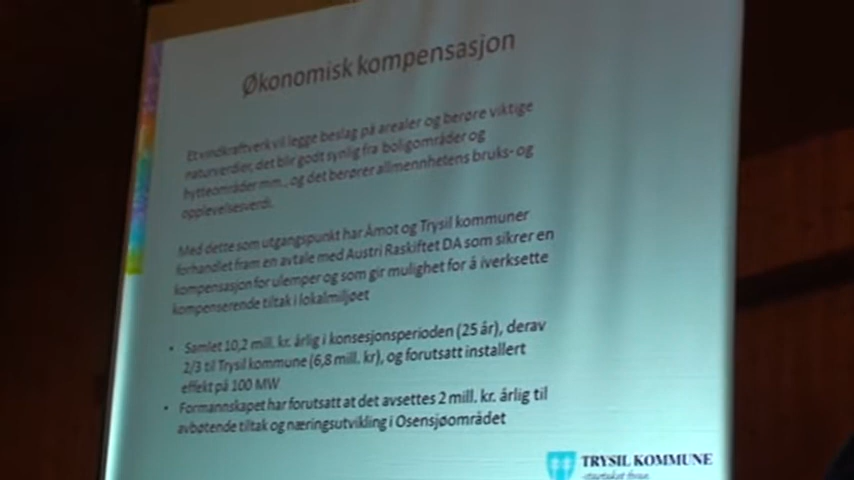 Økonomisk kompensasjon
Et vindkraftverk vil legge beslag på arealer og berøre viktige
naturverdier, det blir godt synlig fra boligområder og
hytteområder mm., og det berører allmennhetens bruks- og
opplevelsesverdi.
Med dette som utgangspunkt har Åmot og Trysil kommuner
forhandlet fram en avtale med Austri Raskiftet DA som sikrer en
kompensasjon for ulemper og som gir mulighet for å iverksette
kompenserende tiltak i lokalmiljøet
• Samlet 10,2 mill. kr. årlig i konsesjonsperioden (25 år), derav
2/3 til Trysil kommune (6,8 mill. kr), og forutsatt installert
effekt på 100 MW
• Formannskapet har forutsatt at det avsettes 2 mill. kr. årlig til
avbøtende tiltak og næringsutvikling i Osensjøområdet
TRYSIL KOMMUNE